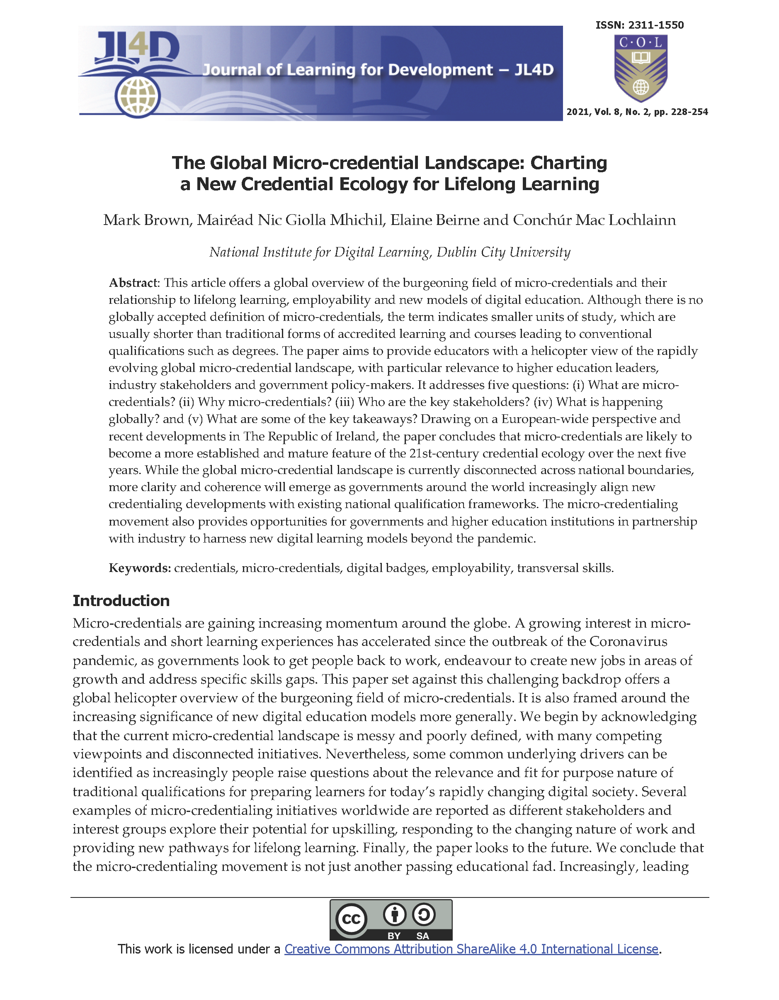 ISSN: 2311-1550
JL4D
Journal of Learning for Development – JL4D
C·O·L
2021, Vol. 8, No. 2, pp. 228-254
The Global Micro-credential Landscape: Charting
a New Credential Ecology for Lifelong Learning
Mark Brown, Mairéad Nic Giolla Mhichil, Elaine Beirne and Conchúr Mac Lochlainn
National Institute for Digital Learning, Dublin City University
Abstract: This article offers a global overview of the burgeoning field of micro-credentials and their
relationship to lifelong learning, employability and new models of digital education. Although there is no
globally accepted definition of micro-credentials, the term indicates smaller units of study, which are
usually shorter than traditional forms of accredited learning and courses leading to conventional
qualifications such as degrees. The paper aims to provide educators with a helicopter view of the rapidly
evolving global micro-credential landscape, with particular relevance to higher education leaders,
industry stakeholders and government policy-makers. It addresses five questions: (i) What are micro-
credentials? (ii) Why micro-credentials? (iii) Who are the key stakeholders? (iv) What is happening
globally? and (v) What are some of the key takeaways? Drawing on a European-wide perspective and
recent developments in The Republic of Ireland, the paper concludes that micro-credentials are likely to
become a more established and mature feature of the 21st-century credential ecology over the next five
years. While the global micro-credential landscape is currently disconnected across national boundaries,
more clarity and coherence will emerge as governments around the world increasingly align new
credentialing developments with existing national qualification frameworks. The micro-credentialing
movement also provides opportunities for governments and higher education institutions in partnership
with industry to harness new digital learning models beyond the pandemic.
Keywords: credentials, micro-credentials, digital badges, employability, transversal skills.
Introduction
Micro-credentials are gaining increasing momentum around the globe. A growing interest in micro-
credentials and short learning experiences has accelerated since the outbreak of the Coronavirus
pandemic, as governments look to get people back to work, endeavour to create new jobs in areas of
growth and address specific skills gaps. This paper set against this challenging backdrop offers a
global helicopter overview of the burgeoning field of micro-credentials. It is also framed around the
increasing significance of new digital education models more generally. We begin by acknowledging
that the current micro-credential landscape is messy and poorly defined, with many competing
viewpoints and disconnected initiatives. Nevertheless, some common underlying drivers can be
identified as increasingly people raise questions about the relevance and fit for purpose nature of
traditional qualifications for preparing learners for today’s rapidly changing digital society. Several
examples of micro-credentialing initiatives worldwide are reported as different stakeholders and
interest groups explore their potential for upskilling, responding to the changing nature of work and
providing new pathways for lifelong learning. Finally, the paper looks to the future. We conclude that
the micro-credentialing movement is not just another passing educational fad. Increasingly, leading
cc
BY SA
This work is licensed under a Creative Commons Attribution ShareAlike 4.0 International License.